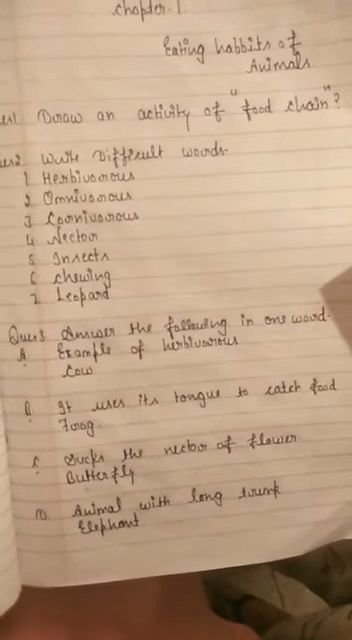 chapter-1
Eating habbits of
Animals
Ques1 Draw an activity of "food chain"?
Ques2 Write Difficult words-
1 Herbivorous
2 Omnivorous
3 Carnivorous
4 Nector
5 Insects
6 chewing
7 Leopard
Ques3 Answer the following in one word-
A Example of herbivorous
Cow
B It uses its tongue to catch food
Frog
C Sucks the nector of flower
Butterfly
D Animal with long trunk
Elephant